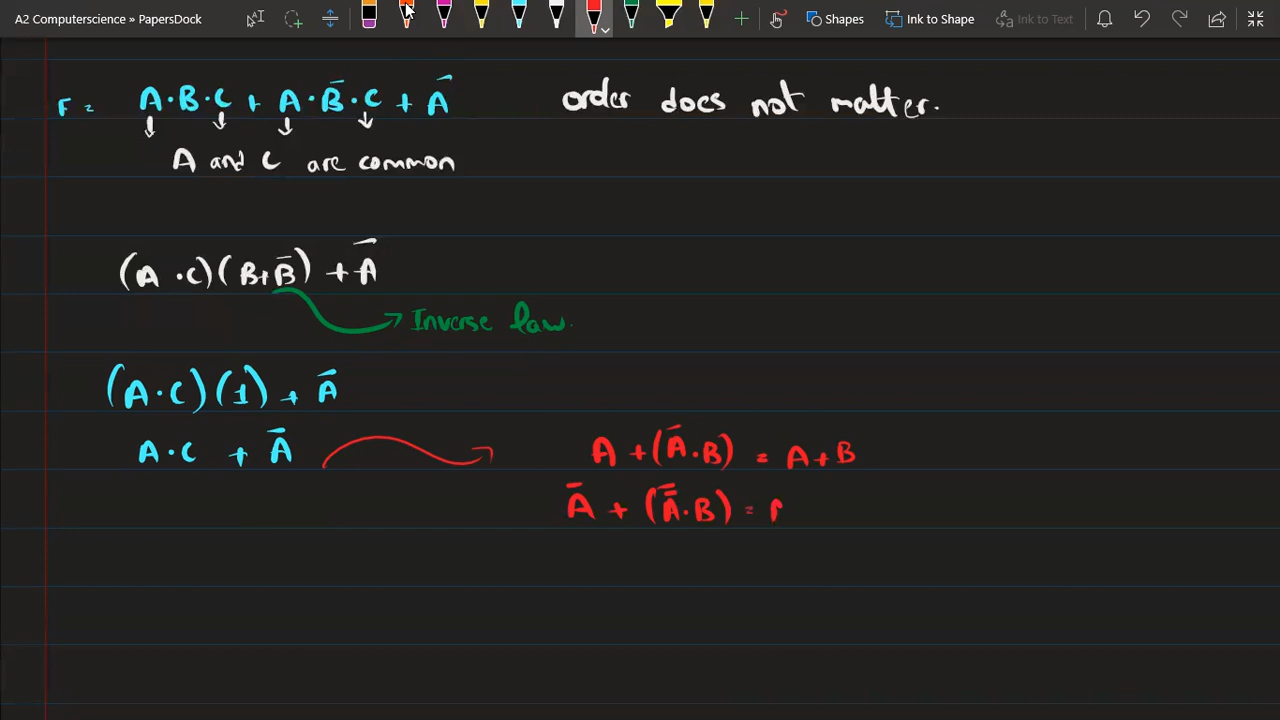 A2 Computerscience » PapersDock
Shapes
Ink to Shape
Ink to Text
F = A·B·C + A·B̄·C + Ā
order does not matter.
A and C are common
(A ·C)(B+B̄) + Ā
Inverse law.
(A·C)(1) + Ā
A·C + Ā
A +(Ā·B) = A+B
Ā + (A̿·B) =